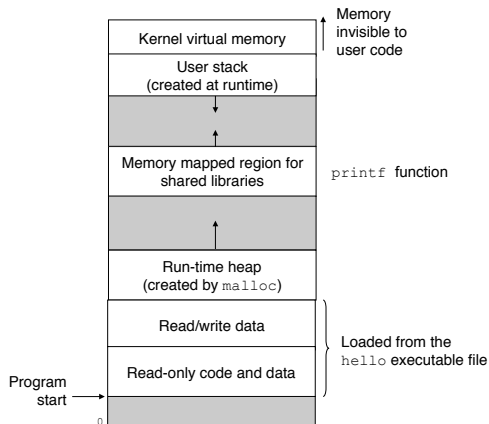 Memory
invisible to
user code
Kernel virtual memory
User stack
(created at runtime)
Memory mapped region for
shared libraries
printf function
Run-time heap
(created by malloc)
Read/write data
Loaded from the
hello executable file
Read-only code and data
Program
start
0